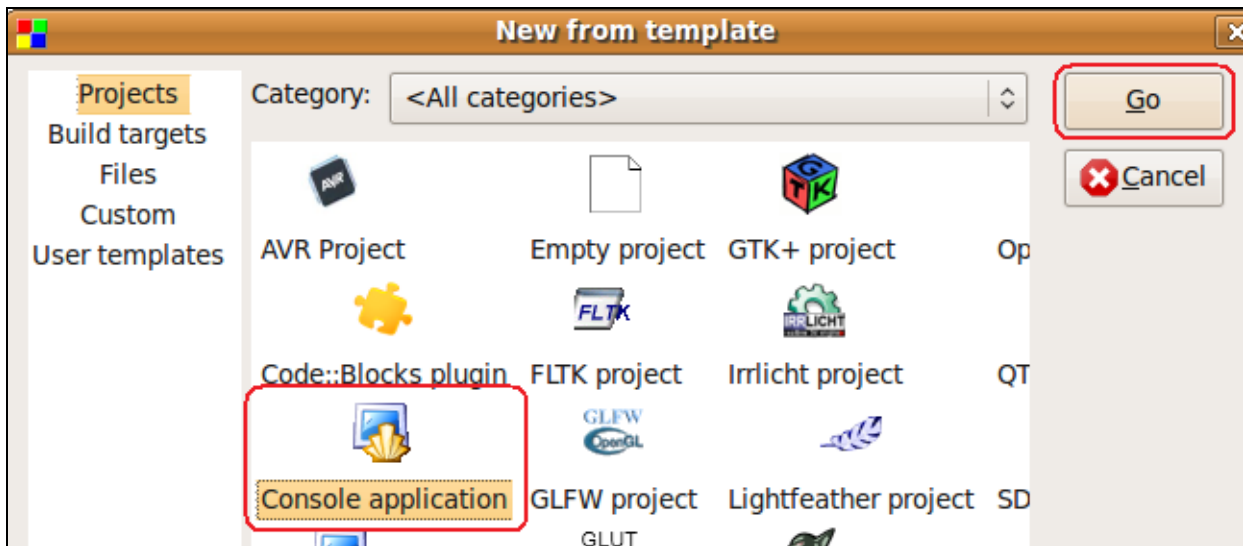 New from template
Projects
Build targets
Files
Custom
User templates
Category: <All categories>
Go
Cancel
AVR
GTK
AVR Project Empty project GTK+ project Op
FLTK
IRRLICHT
Code::Blocks plugin FLTK project Irrlicht project QT
GLFW
OpenGL
Console application GLFW project Lightfeather project SD
GLUT